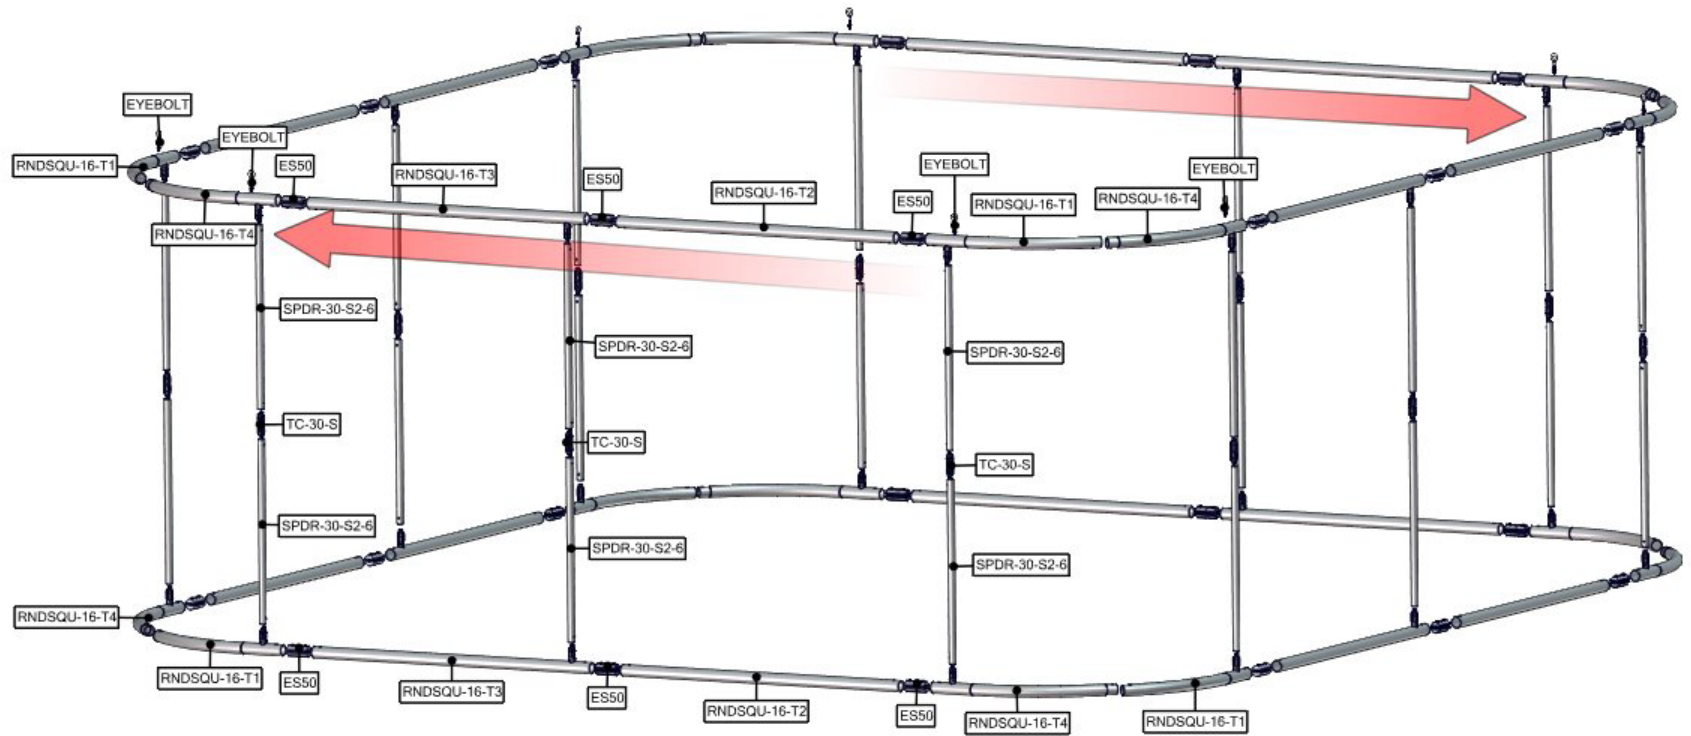 EYEBOLT
EYEBOLT
RNDSQU-16-T1
ES50
RNDSQU-16-T3
ES50
RNDSQU-16-T2
EYEBOLT
EYEBOLT
ES50
RNDSQU-16-T1
RNDSQU-16-T4
RNDSQU-16-T4
SPDR-30-S2-6
SPDR-30-S2-6
SPDR-30-S2-6
TC-30-S
TC-30-S
TC-30-S
SPDR-30-S2-6
SPDR-30-S2-6
SPDR-30-S2-6
RNDSQU-16-T4
RNDSQU-16-T1
ES50
RNDSQU-16-T3
ES50
RNDSQU-16-T2
ES50
RNDSQU-16-T4
RNDSQU-16-T1